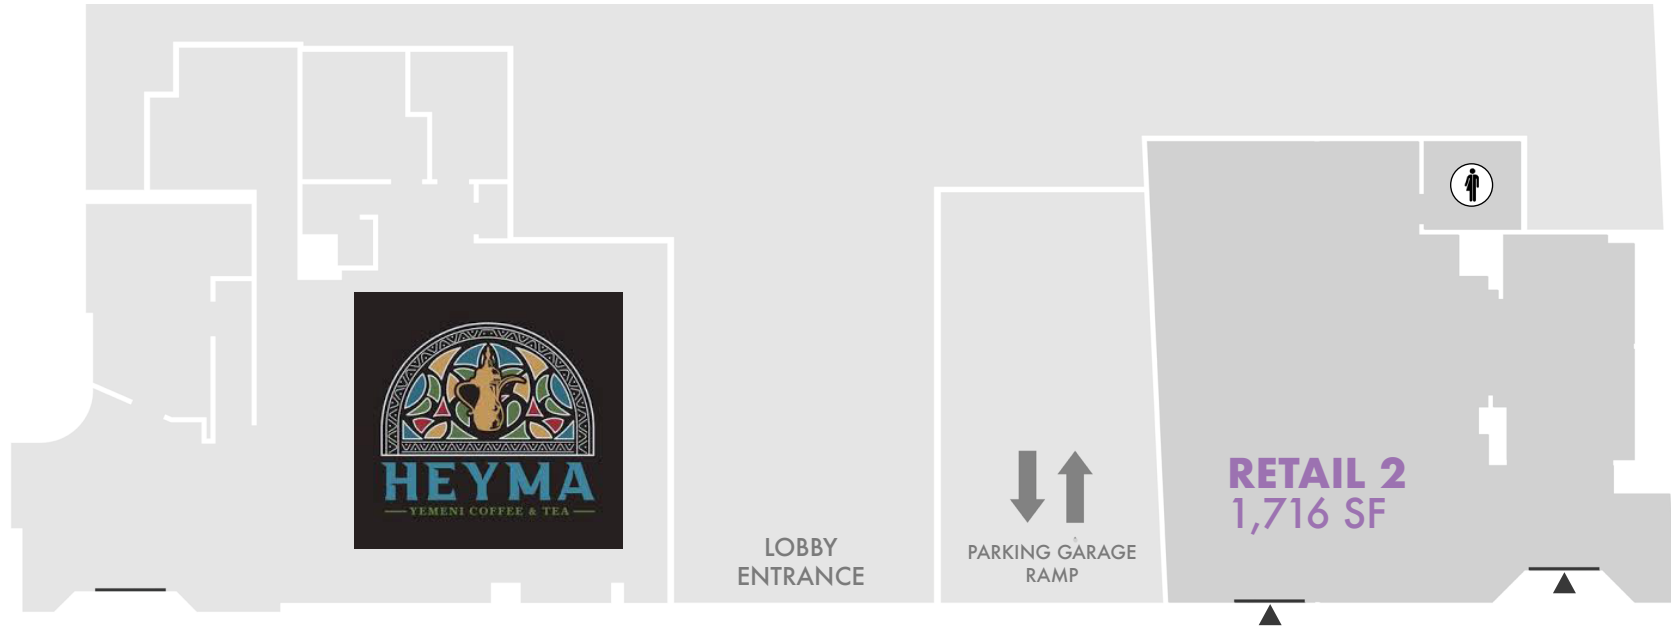 HEYMA
YEMENI COFFEE & TEA
LOBBY
ENTRANCE
PARKING GARAGE
RAMP
RETAIL 2
1,716 SF